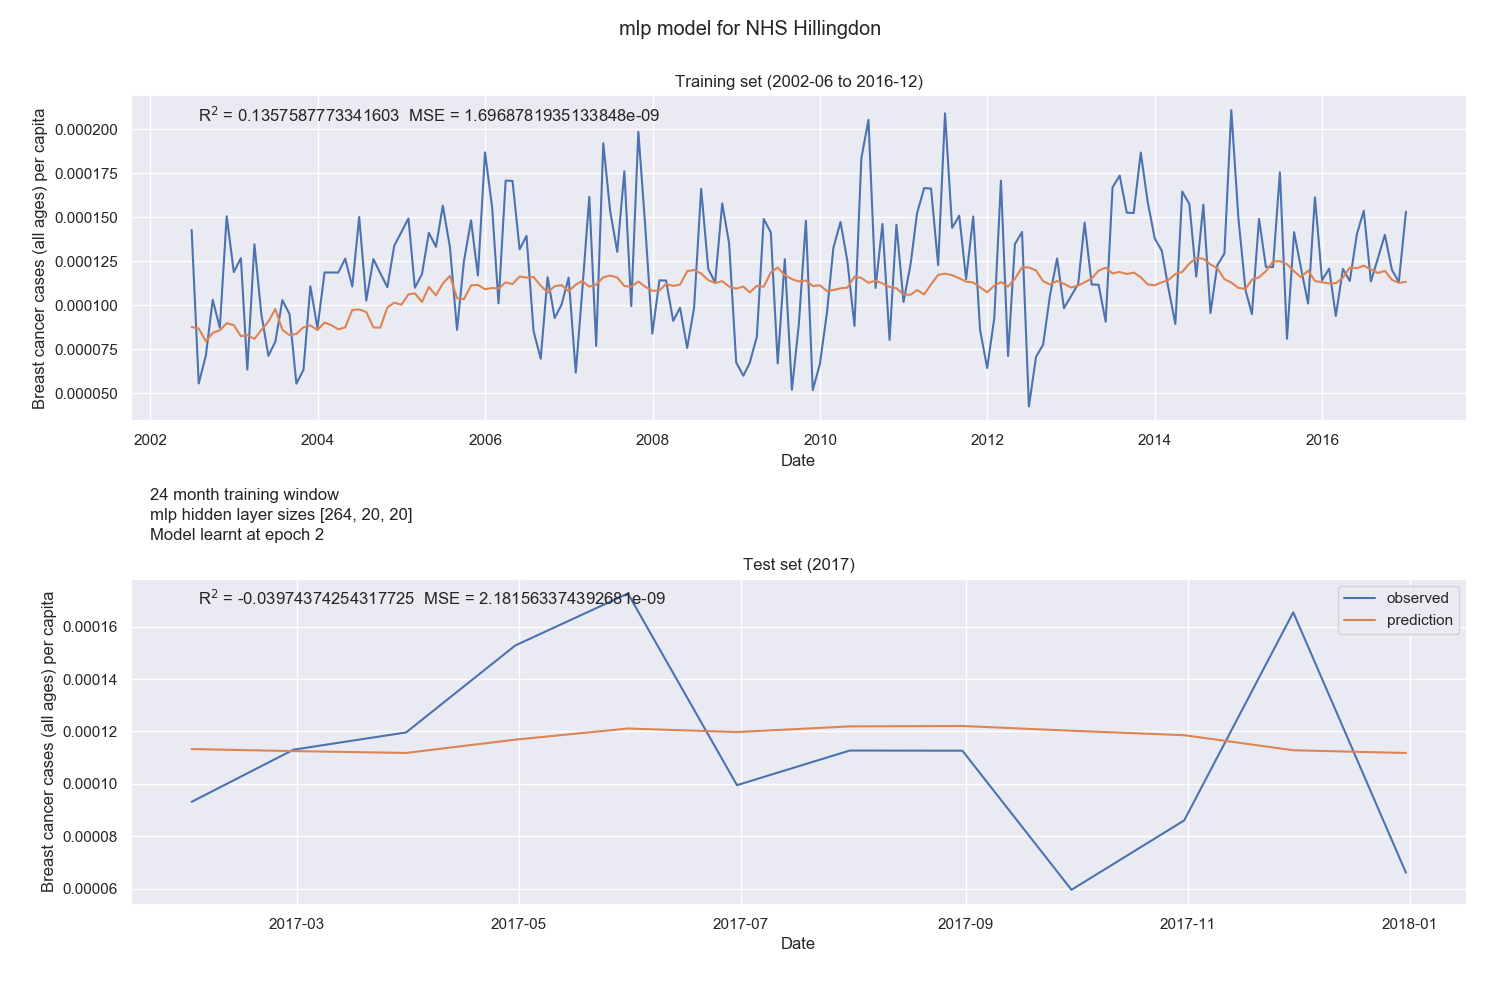 mlp model for NHS Hillingdon
Training set (2002-06 to 2016-12)
R² = 0.1357587773341603 MSE = 1.6968781935133848e-09
Breast cancer cases (all ages) per capita
0.000200
0.000175
0.000150
0.000125
0.000100
0.000075
0.000050
2002 2004 2006 2008 2010 2012 2014 2016
Date
24 month training window
mlp hidden layer sizes [264, 20, 20]
Model learnt at epoch 2
Test set (2017)
R² = -0.03974374254317725 MSE = 2.181563374392681e-09
observed
prediction
Breast cancer cases (all ages) per capita
0.00016
0.00014
0.00012
0.00010
0.00008
0.00006
2017-03 2017-05 2017-07 2017-09 2017-11 2018-01
Date